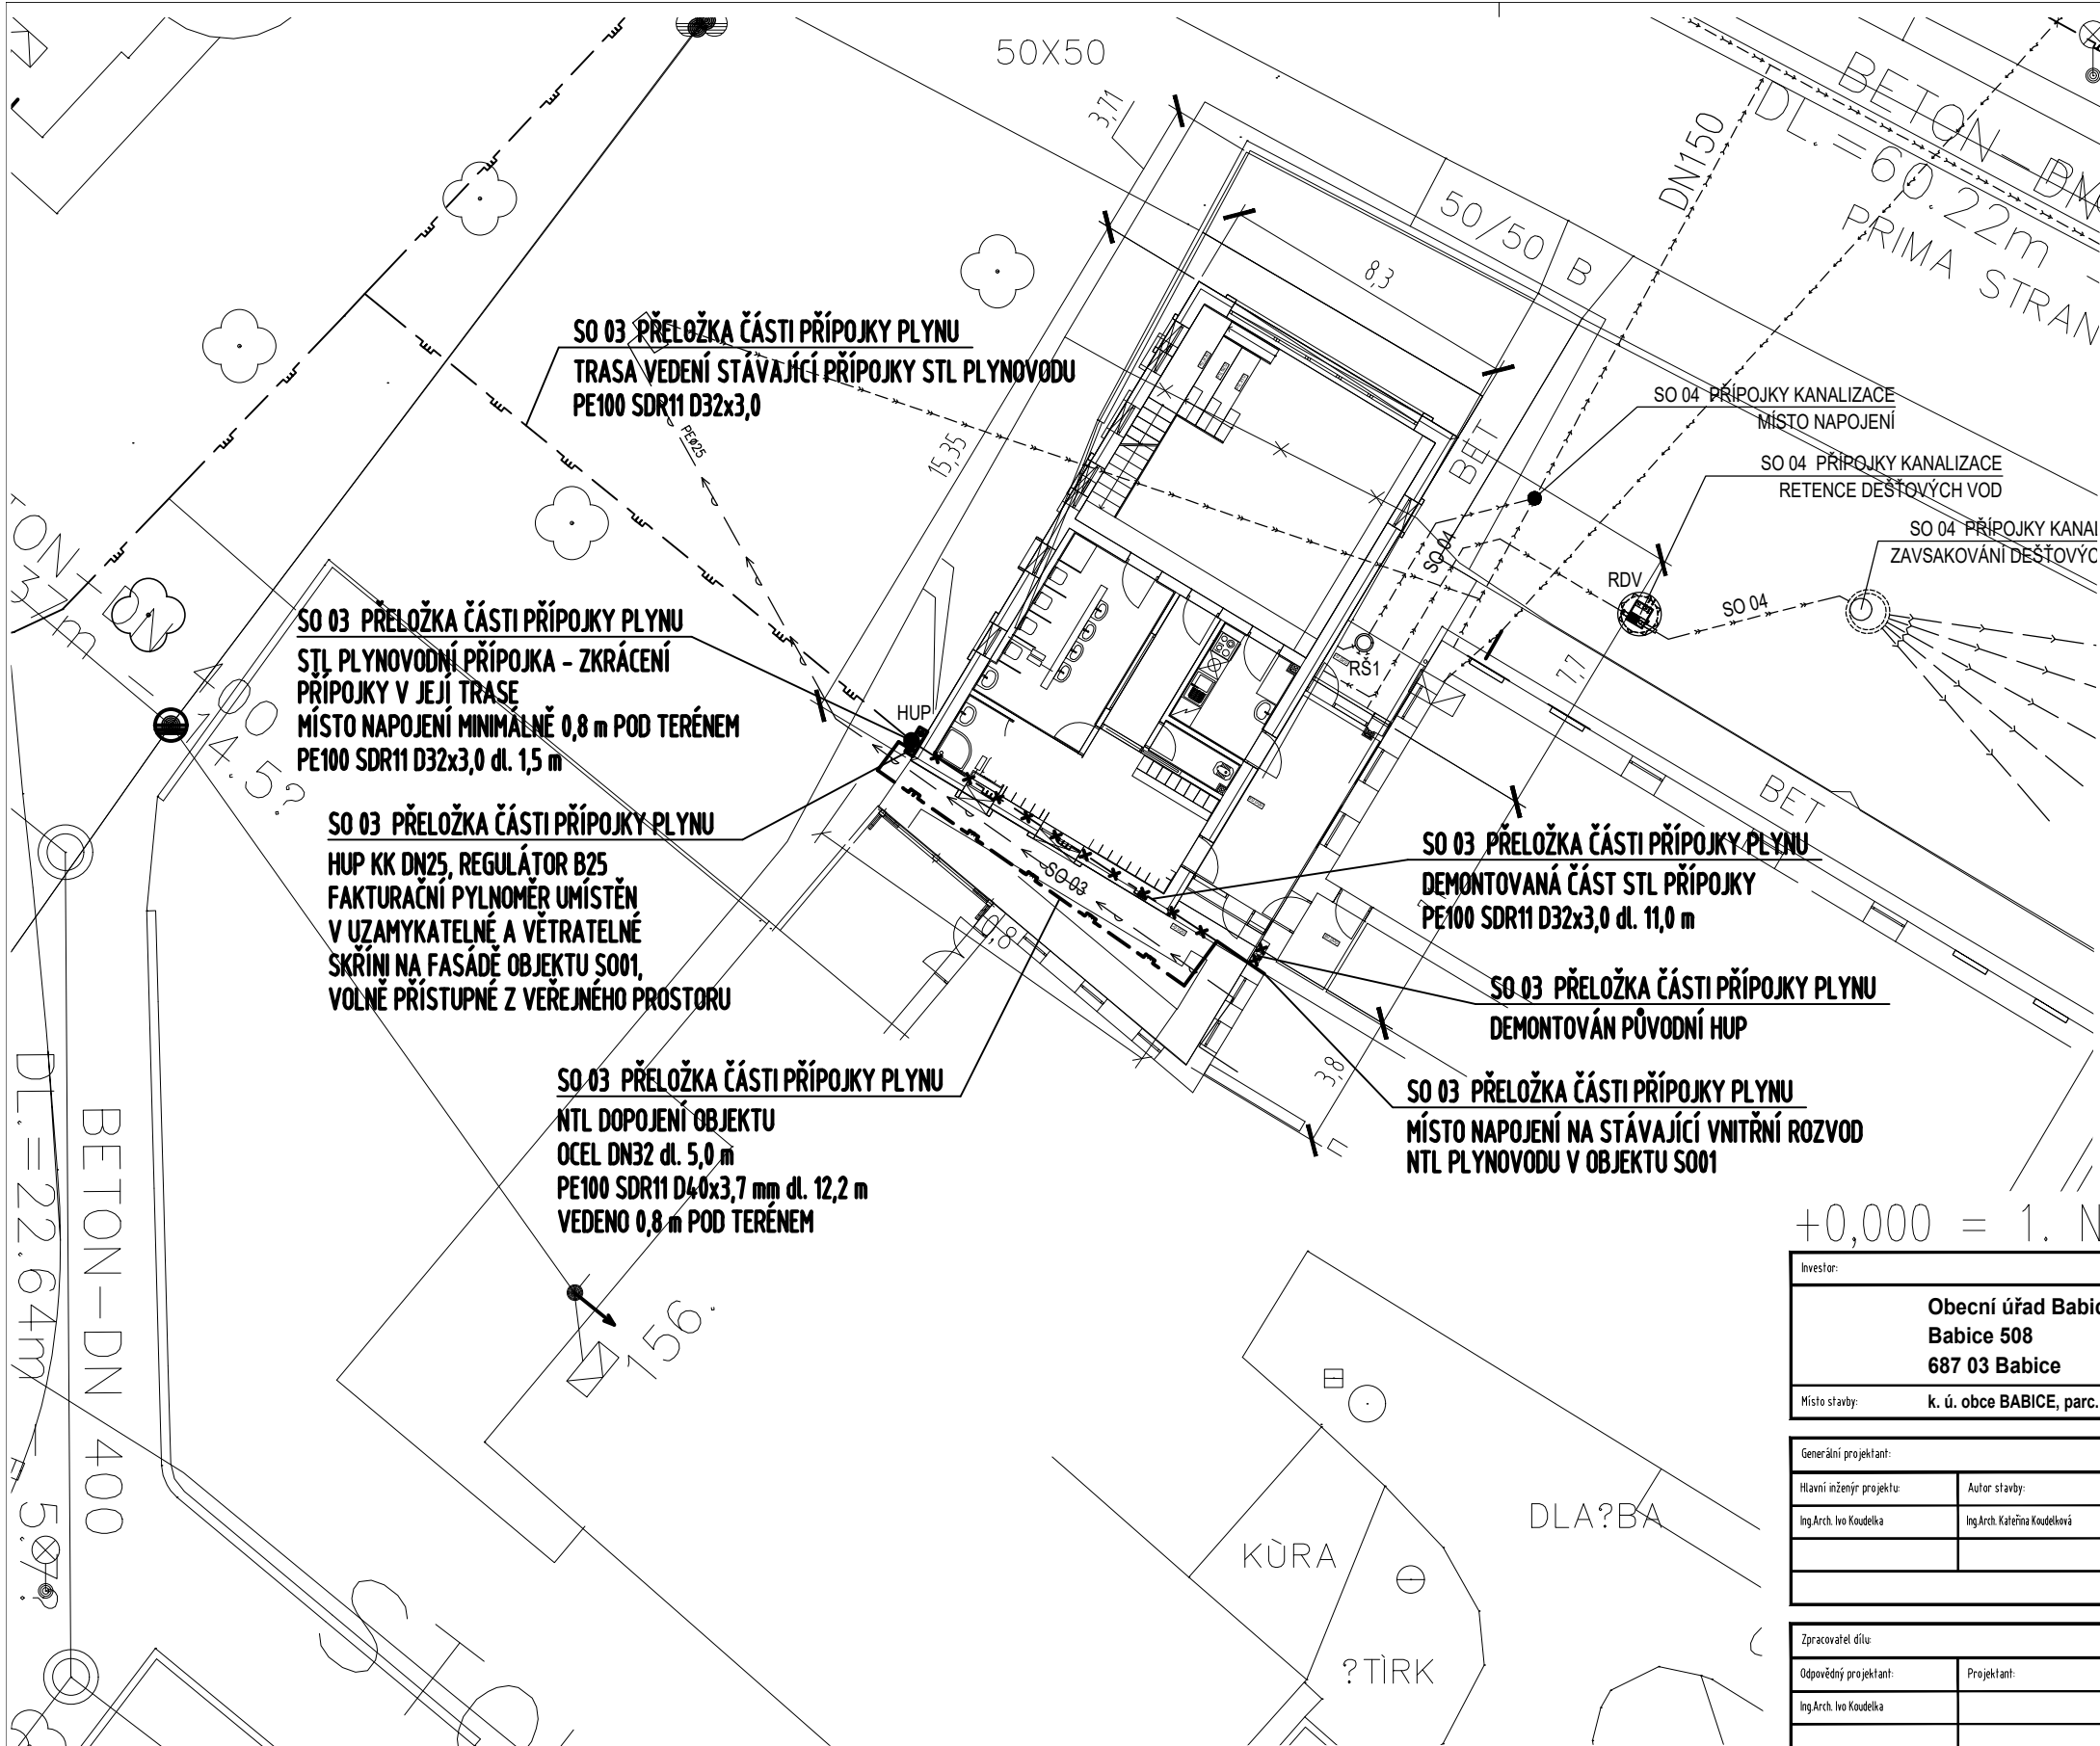 50X50
3,71
50/50 B
8,3
DN150
BETON-DN
DL.=60.22m
PRIMA STRAN
SO 03 PŘELOŽKA ČÁSTI PŘÍPOJKY PLYNU
TRASA VEDENÍ STÁVAJÍCÍ PŘÍPOJKY STL PLYNOVODU
PE100 SDR11 D32x3,0
PEø25
15,35
BET
SO 04 PŘÍPOJKY KANALIZACE
MÍSTO NAPOJENÍ
SO 04 PŘÍPOJKY KANALIZACE
RETENCE DEŠŤOVÝCH VOD
SO 04 PŘÍPOJKY KANAL
ZAVSAKOVÁNÍ DEŠŤOVÝC
SO 04
RDV
SO 04
RŠ1
7,7
BET
SO 03 PŘELOŽKA ČÁSTI PŘÍPOJKY PLYNU
STL PLYNOVODNÍ PŘÍPOJKA - ZKRÁCENÍ
PŘÍPOJKY V JEJÍ TRASE
MÍSTO NAPOJENÍ MINIMÁLNĚ 0,8 m POD TERÉNEM
PE100 SDR11 D32x3,0 dl. 1,5 m
HUP
SO 03 PŘELOŽKA ČÁSTI PŘÍPOJKY PLYNU
HUP KK DN25, REGULÁTOR B25
FAKTURAČNÍ PYLNOMĚR UMÍSTĚN
V UZAMYKATELNÉ A VĚTRATELNÉ
SKŘÍNI NA FASÁDĚ OBJEKTU SO01,
VOLNĚ PŘÍSTUPNÉ Z VEŘEJNÉHO PROSTORU
SO 03
SO 03 PŘELOŽKA ČÁSTI PŘÍPOJKY PLYNU
DEMONTOVANÁ ČÁST STL PŘÍPOJKY
PE100 SDR11 D32x3,0 dl. 11,0 m
SO 03 PŘELOŽKA ČÁSTI PŘÍPOJKY PLYNU
DEMONTOVÁN PŮVODNÍ HUP
3,8
SO 03 PŘELOŽKA ČÁSTI PŘÍPOJKY PLYNU
NTL DOPOJENÍ OBJEKTU
OCEL DN32 dl. 5,0 m
PE100 SDR11 D40x3,7 mm dl. 12,2 m
VEDENO 0,8 m POD TERÉNEM
SO 03 PŘELOŽKA ČÁSTI PŘÍPOJKY PLYNU
MÍSTO NAPOJENÍ NA STÁVAJÍCÍ VNITŘNÍ ROZVOD
NTL PLYNOVODU V OBJEKTU SO01
DL.=22.64m
BETON-DN 400
156.
KÙRA
?TÌRK
DLA?BA
+0,000 = 1. N
Investor:
Obecní úřad Babic
Babice 508
687 03 Babice
Místo stavby: k. ú. obce BABICE, parc.
Generální projektant:
Hlavní inženýr projektu: Autor stavby:
Ing.Arch. Ivo Koudelka Ing.Arch. Kateřina Koudelková
Zpracovatel dílu:
Odpovědný projektant: Projektant:
Ing.Arch. Ivo Koudelka